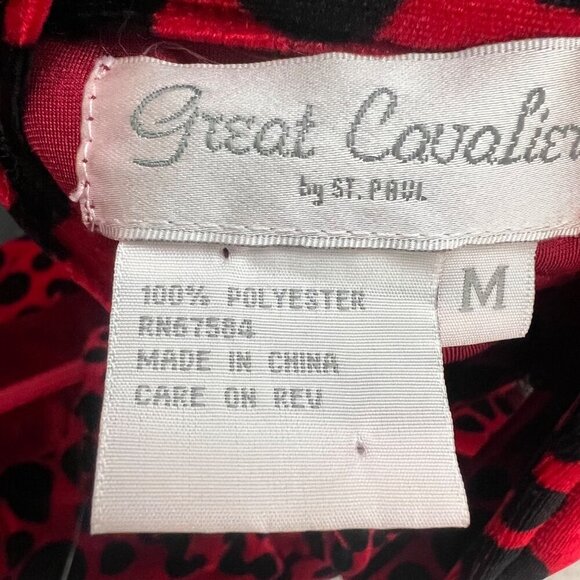 Great Cavalier
by ST. PAUL
M
100% POLYESTER
RN67584
MADE IN CHINA
CARE ON REV